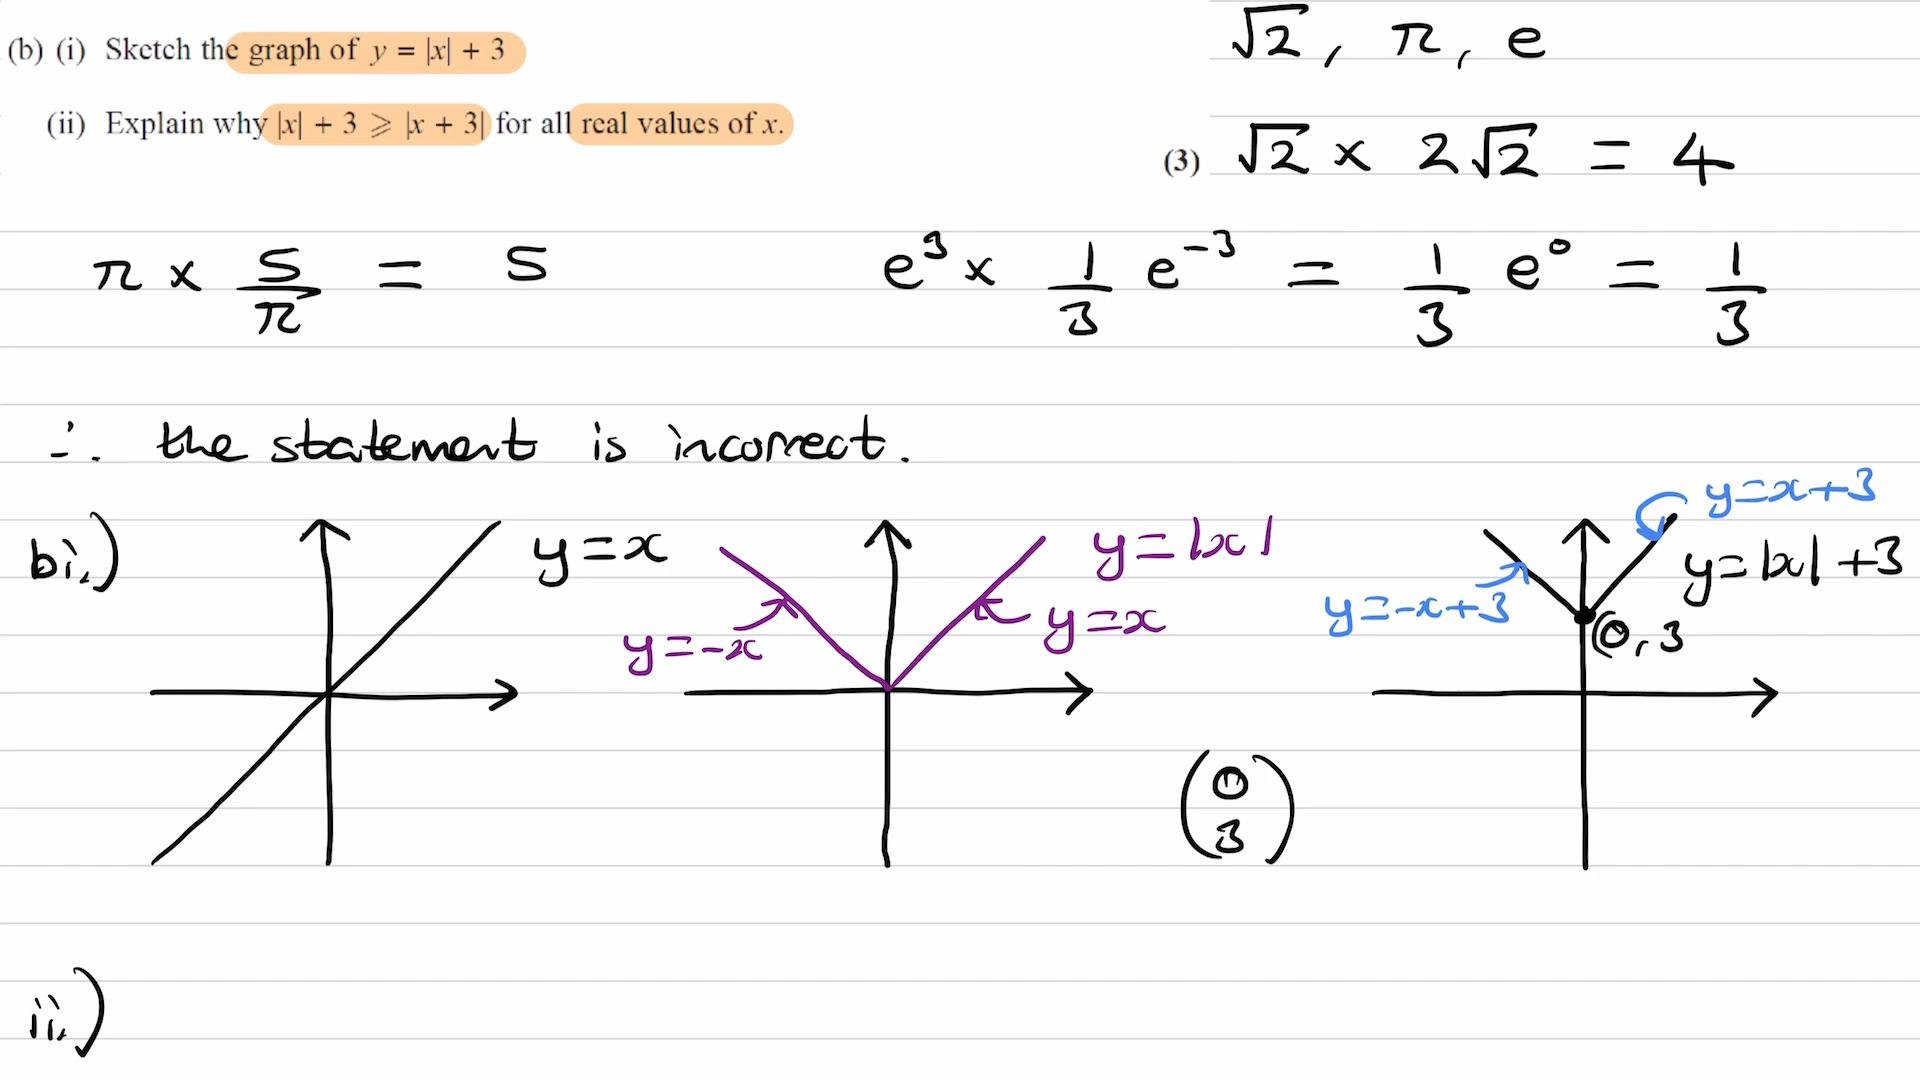 (b) (i) Sketch the graph of y = |x| + 3
√2, π, e
(ii) Explain why |x| + 3 ⩾ |x + 3| for all real values of x.
(3)
√2 × 2√2 = 4
π × 5/π = 5
e³ × 1/3 e⁻³ = 1/3 e⁰ = 1/3
∴ the statement is incorrect.
bi.)
y=x
y=|x|
y=-x
y=x
y=x+3
y=|x|+3
y=-x+3
(0,3
(0
3)
ii.)